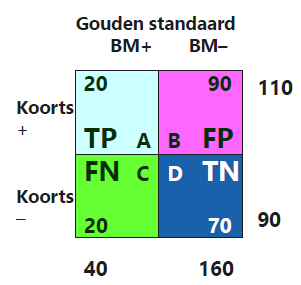 Gouden standaard
BM+ BM–
20 90 110
Koorts
+
TP A B FP
FN C D TN
Koorts
–
20 70 90
40 160